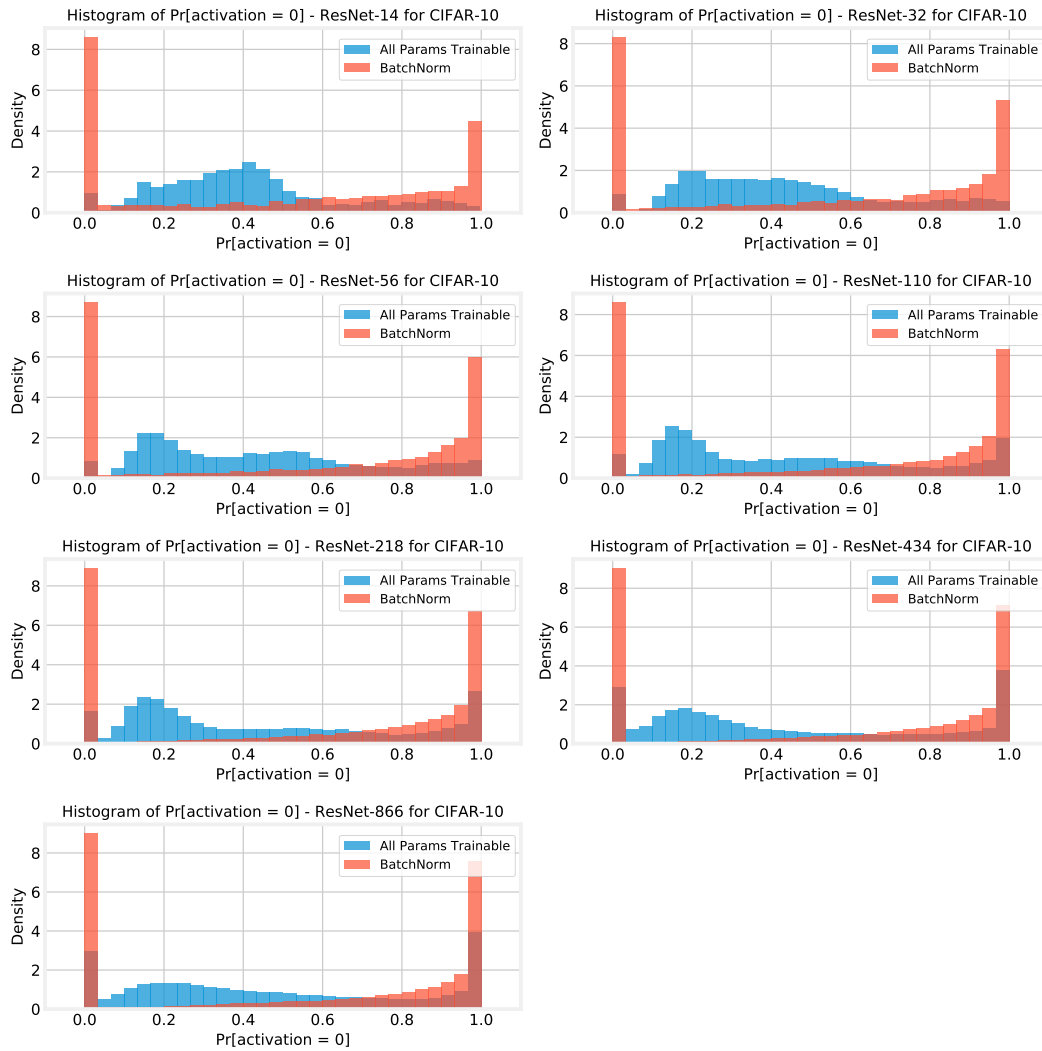 Histogram of Pr[activation = 0] - ResNet-14 for CIFAR-10
All Params Trainable
BatchNorm
Density
8
6
4
2
0
0.0 0.2 0.4 0.6 0.8 1.0
Pr[activation = 0]
Histogram of Pr[activation = 0] - ResNet-32 for CIFAR-10
All Params Trainable
BatchNorm
Density
8
6
4
2
0
0.0 0.2 0.4 0.6 0.8 1.0
Pr[activation = 0]
Histogram of Pr[activation = 0] - ResNet-56 for CIFAR-10
All Params Trainable
BatchNorm
Density
8
6
4
2
0
0.0 0.2 0.4 0.6 0.8 1.0
Pr[activation = 0]
Histogram of Pr[activation = 0] - ResNet-110 for CIFAR-10
All Params Trainable
BatchNorm
Density
8
6
4
2
0
0.0 0.2 0.4 0.6 0.8 1.0
Pr[activation = 0]
Histogram of Pr[activation = 0] - ResNet-218 for CIFAR-10
All Params Trainable
BatchNorm
Density
8
6
4
2
0
0.0 0.2 0.4 0.6 0.8 1.0
Pr[activation = 0]
Histogram of Pr[activation = 0] - ResNet-434 for CIFAR-10
All Params Trainable
BatchNorm
Density
8
6
4
2
0
0.0 0.2 0.4 0.6 0.8 1.0
Pr[activation = 0]
Histogram of Pr[activation = 0] - ResNet-866 for CIFAR-10
All Params Trainable
BatchNorm
Density
8
6
4
2
0
0.0 0.2 0.4 0.6 0.8 1.0
Pr[activation = 0]